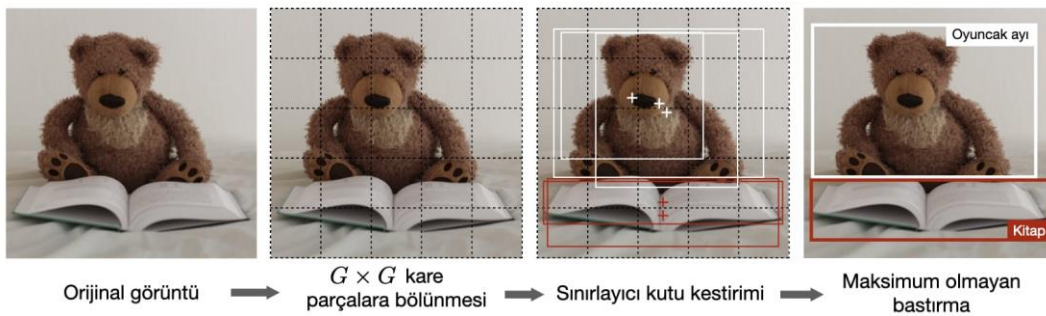 Oyuncak ayı
Kitap
Orijinal görüntü
G × G kare
parçalara bölünmesi
Sınırlayıcı kutu kestirimi
Maksimum olmayan
bastırma